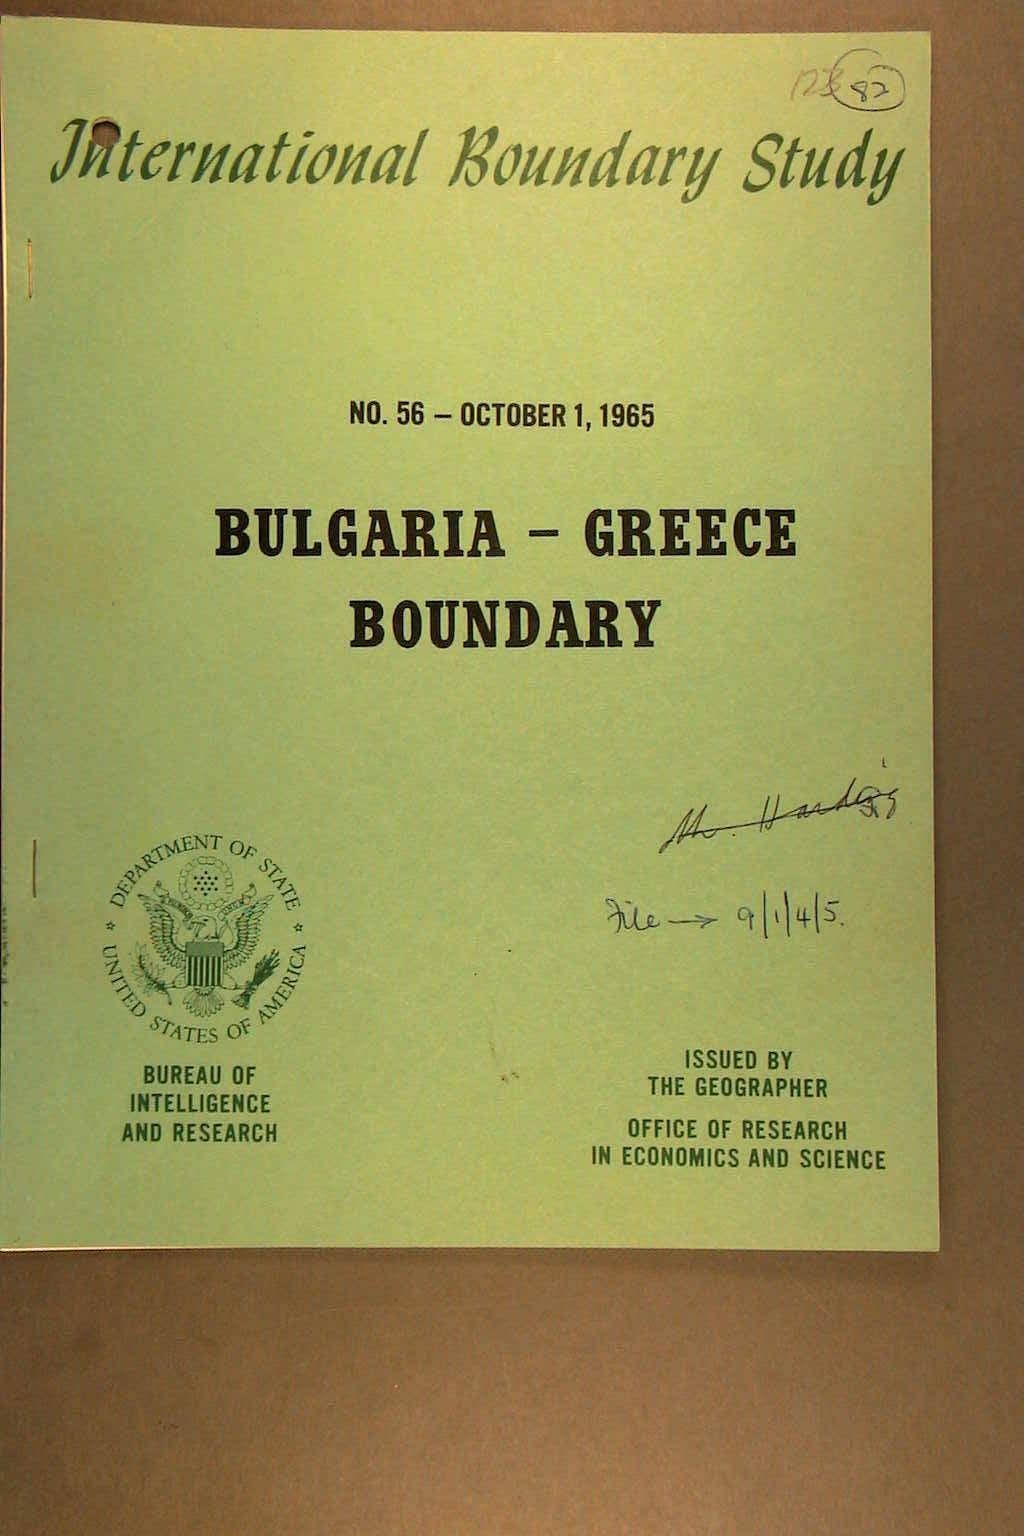 82
International Boundary Study
NO. 56 – OCTOBER 1, 1965
BULGARIA – GREECE
BOUNDARY
File → 9/1/4/5.
DEPARTMENT OF STATE
UNITED STATES OF AMERICA
BUREAU OF
INTELLIGENCE
AND RESEARCH
ISSUED BY
THE GEOGRAPHER
OFFICE OF RESEARCH
IN ECONOMICS AND SCIENCE